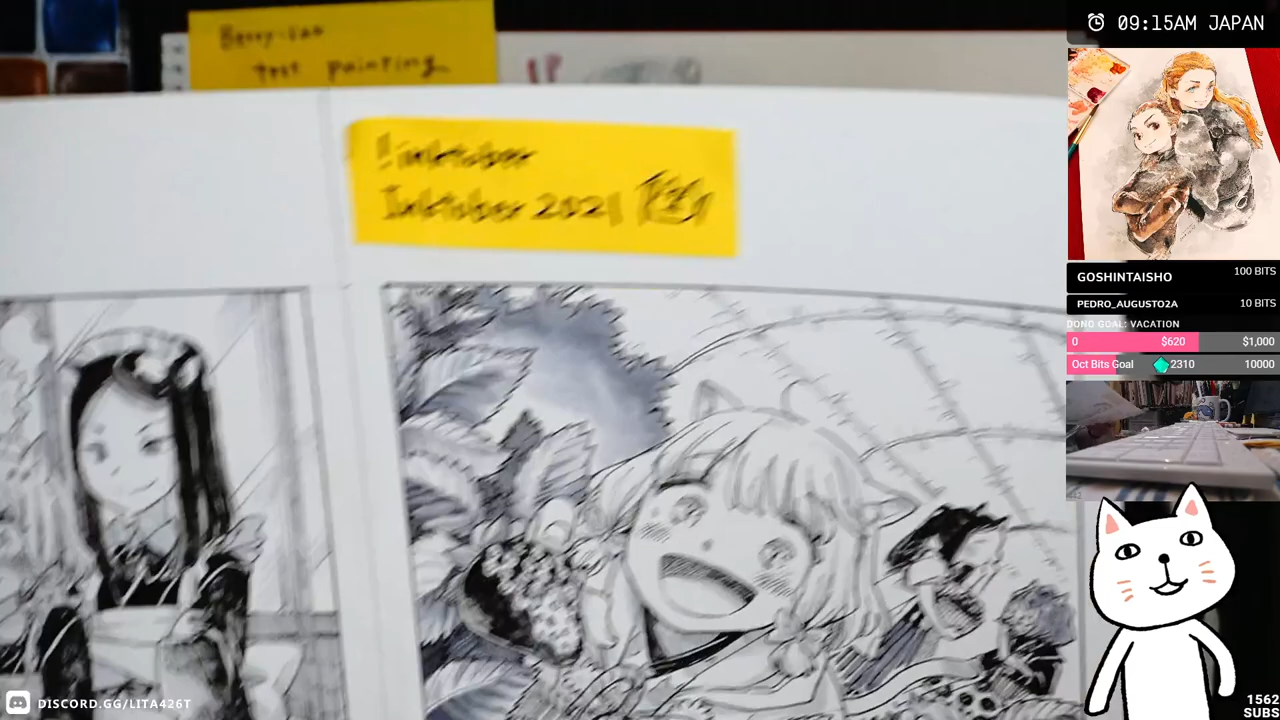 09:15AM JAPAN
Berry-
test painting
!inktober
Inktober 2021
GOSHINTAISHO 100 BITS
PEDRO_AUGUSTO2A 10 BITS
DONO GOAL: VACATION
0 $620 $1,000
Oct Bits Goal 2310 10000
DISCORD.GG/LITA426T
1562
SUBS